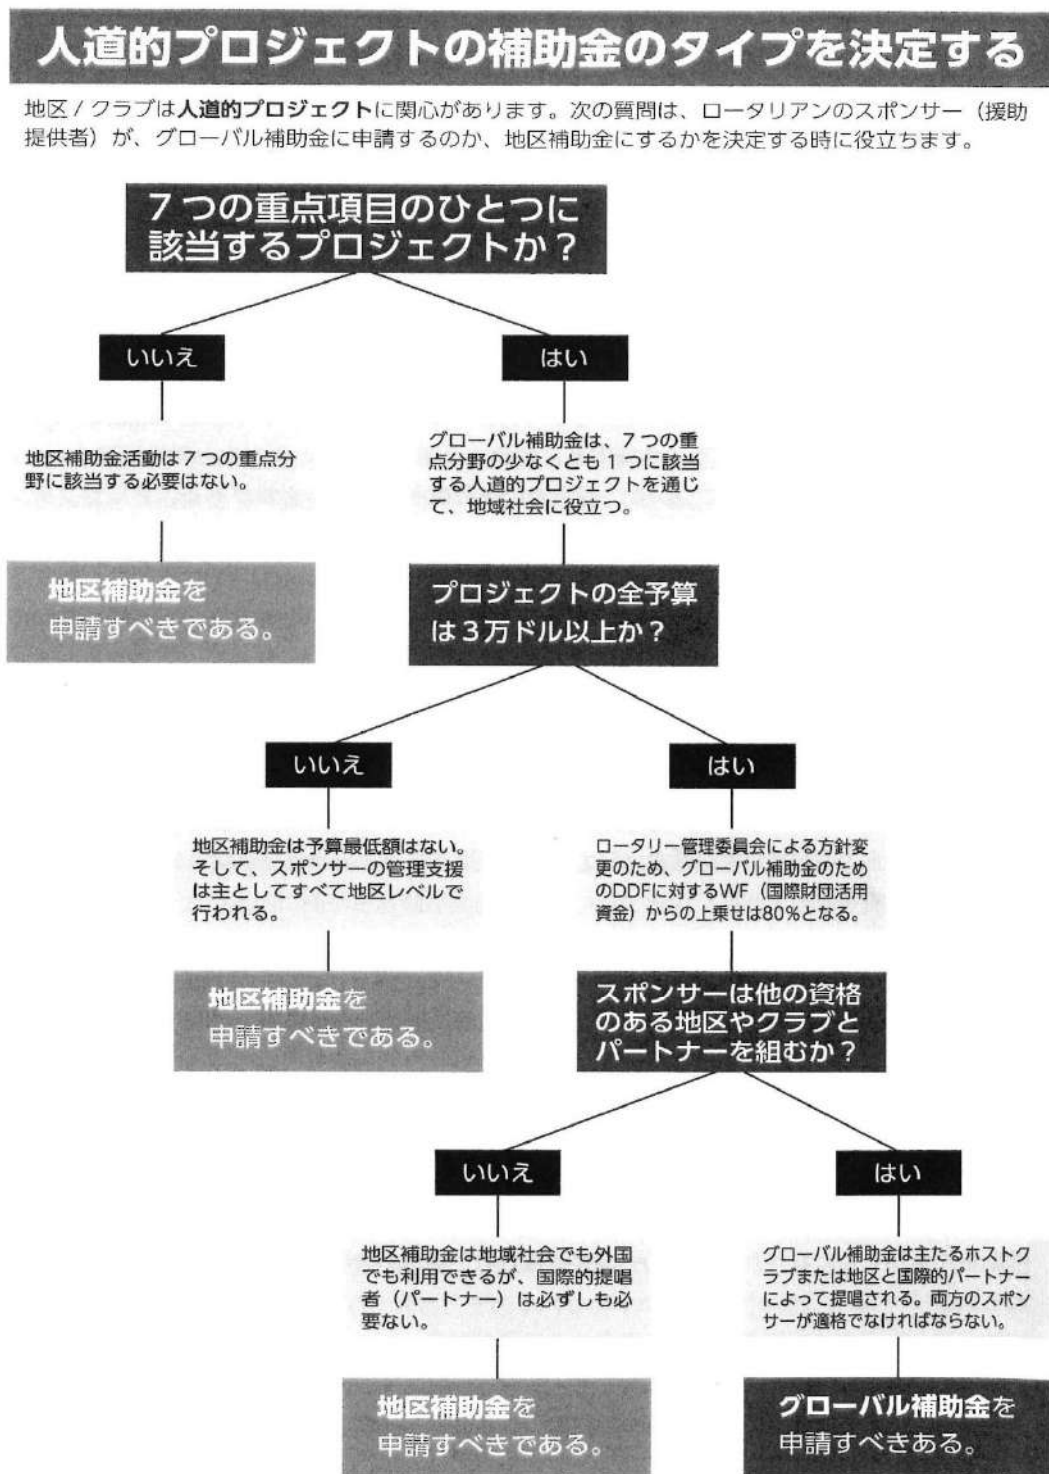 人道的プロジェクトの補助金のタイプを決定する
地区 / クラブは人道的プロジェクトに関心があります。次の質問は、ロータリアンのスポンサー（援助
提供者）が、グローバル補助金に申請するのか、地区補助金にするかを決定する時に役立ちます。
7つの重点項目のひとつに
該当するプロジェクトか？
いいえ
はい
地区補助金活動は7つの重点分
野に該当する必要はない。
グローバル補助金は、7つの重
点分野の少なくとも1つに該当
する人道的プロジェクトを通じ
て、地域社会に役立つ。
地区補助金を
申請すべきである。
プロジェクトの全予算
は3万ドル以上か？
いいえ
はい
地区補助金は予算最低額はない。
そして、スポンサーの管理支援
は主としてすべて地区レベルで
行われる。
ロータリー管理委員会による方針変
更のため、グローバル補助金のため
のDDFに対するWF（国際財団活用
資金）からの上乗せは80%となる。
地区補助金を
申請すべきである。
スポンサーは他の資格
のある地区やクラブと
パートナーを組むか？
いいえ
はい
地区補助金は地域社会でも外国
でも利用できるが、国際的提唱
者（パートナー）は必ずしも必
要ない。
グローバル補助金は主たるホストク
ラブまたは地区と国際的パートナー
によって提唱される。両方のスポン
サーが適格でなければならない。
地区補助金を
申請すべきである。
グローバル補助金を
申請すべきある。